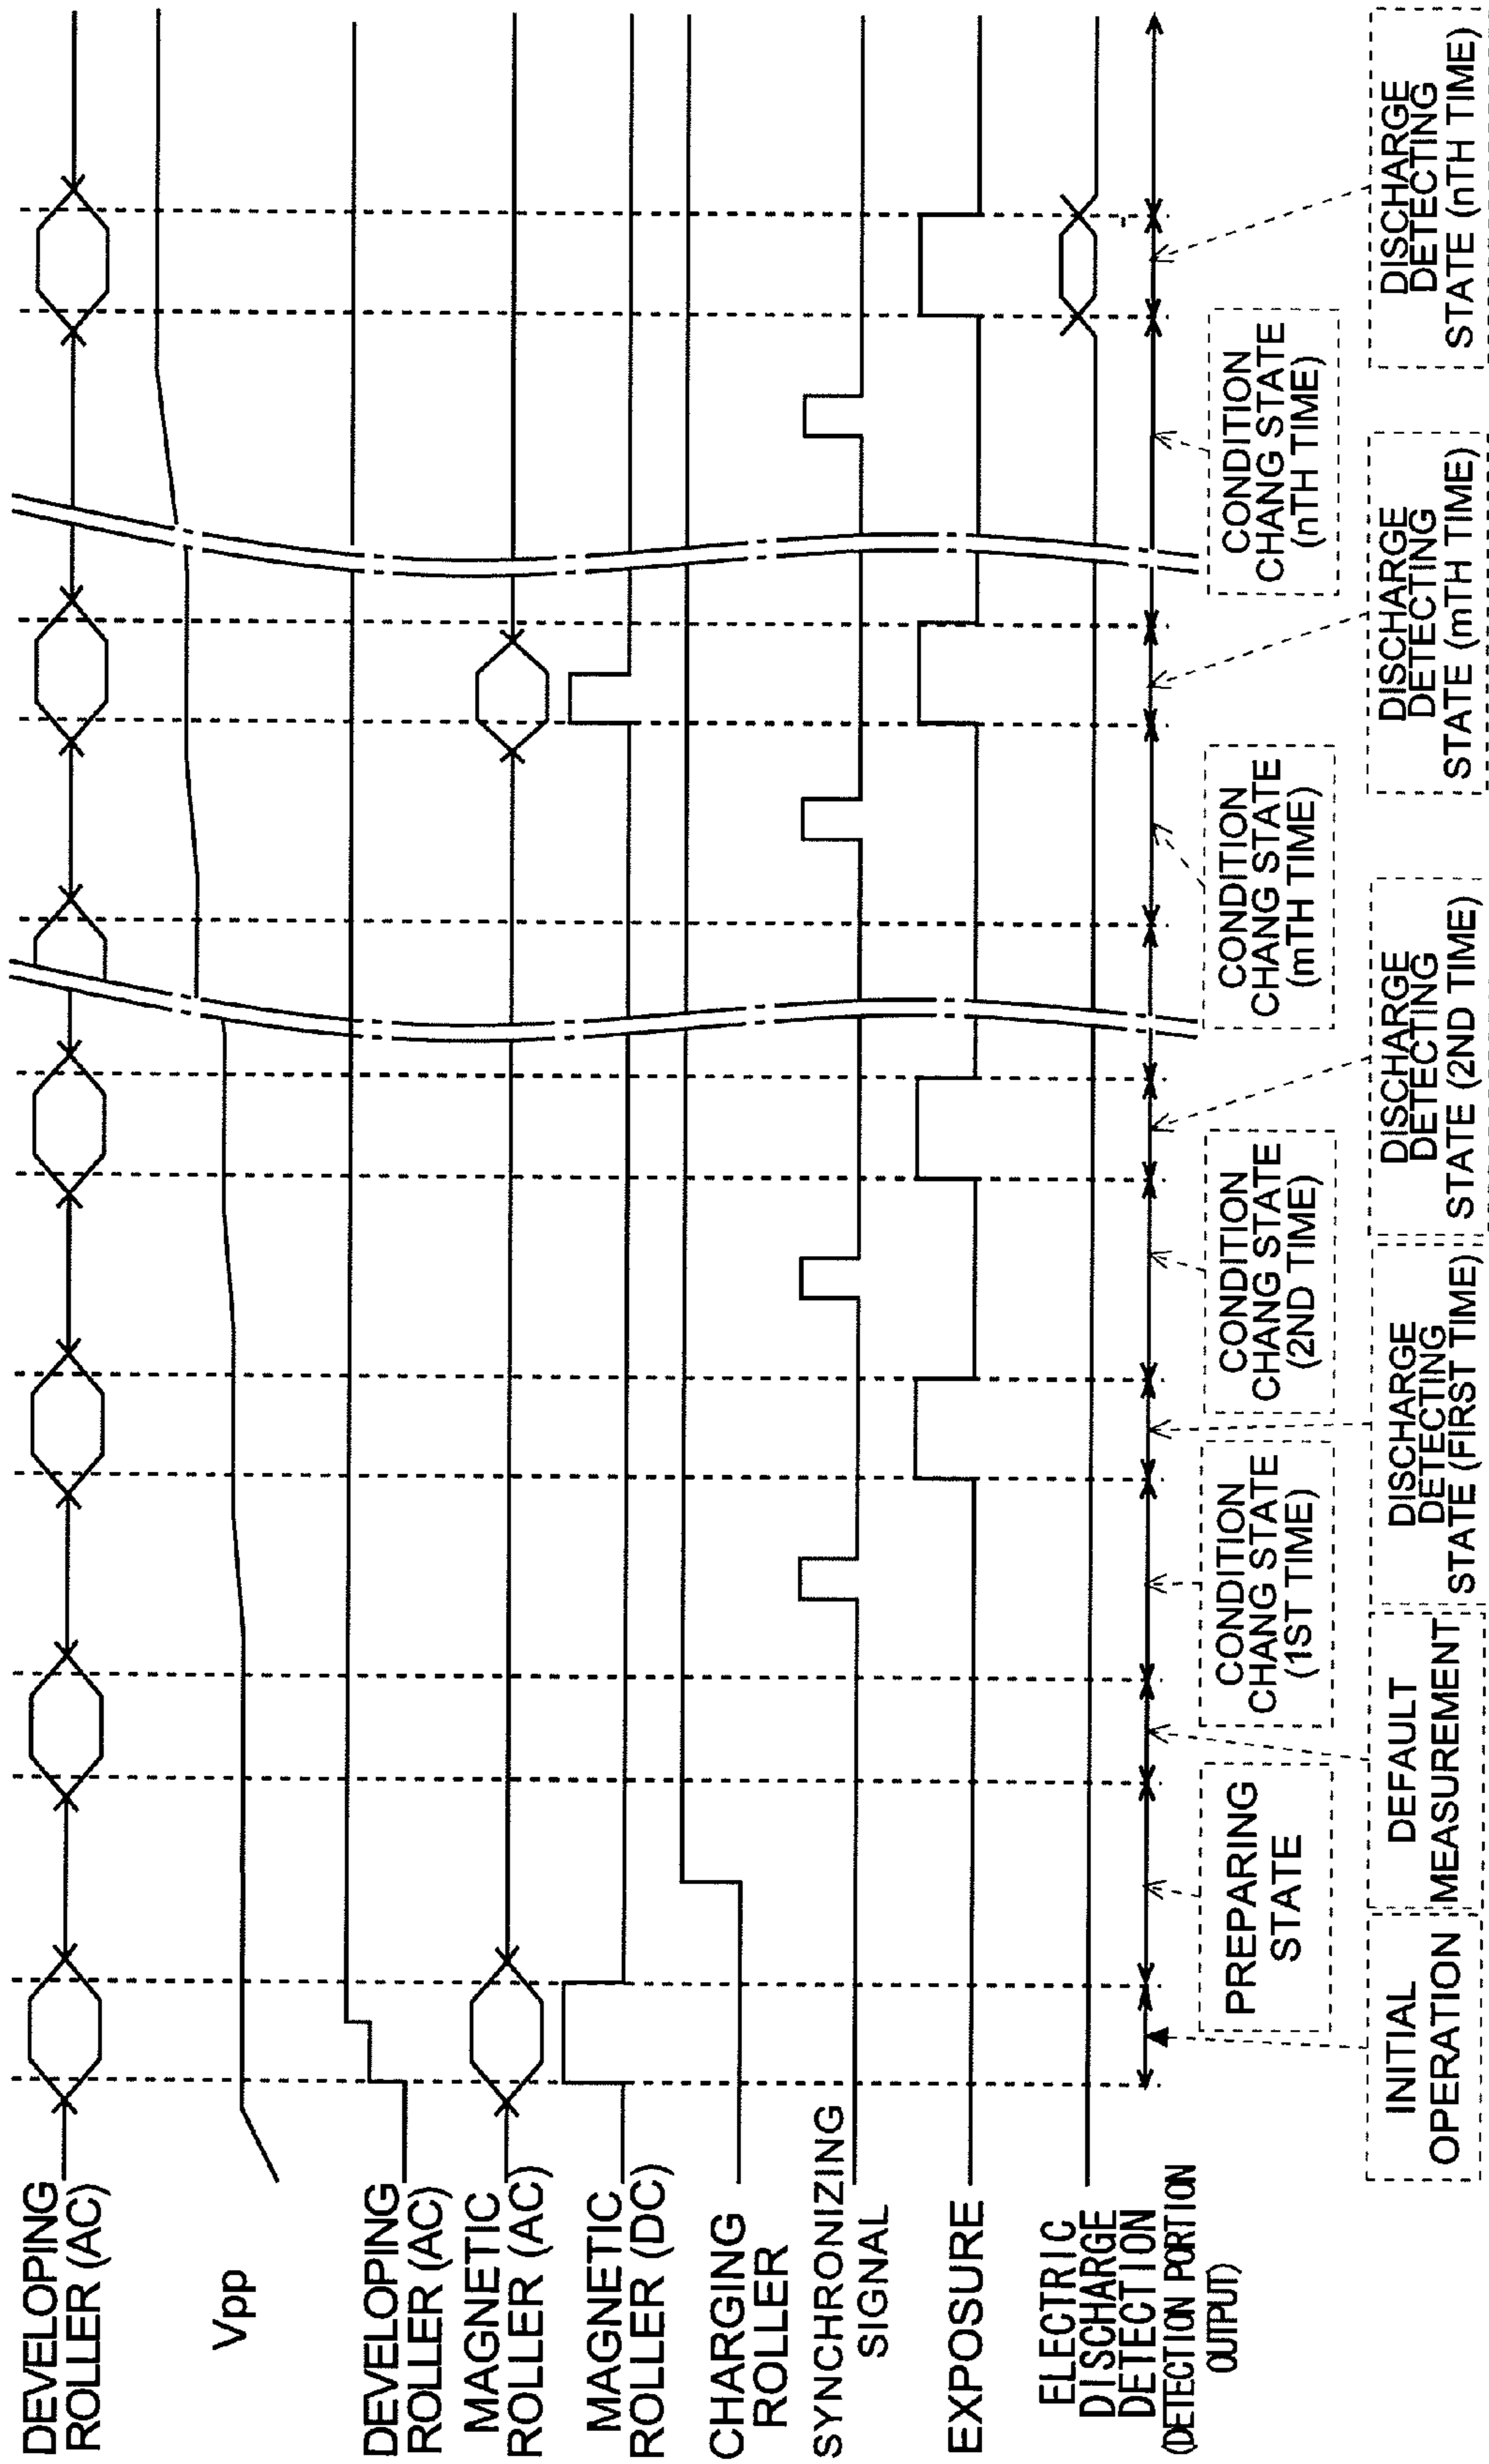 DEVELOPING
ROLLER (AC)
Vpp
DEVELOPING
ROLLER (AC)
MAGNETIC
ROLLER (AC)
MAGNETIC
ROLLER (DC)
CHARGING
ROLLER
SYNCHRONIZING
SIGNAL
EXPOSURE
ELECTRIC
DISCHARGE
DETECTION
(DETECTION PORTION
OUTPUT)
PREPARING
STATE
CONDITION
CHANG STATE
(1ST TIME)
CONDITION
CHANG STATE
(2ND TIME)
CONDITION
CHANG STATE
(mTH TIME)
CONDITION
CHANG STATE
(nTH TIME)
INITIAL
OPERATION
DEFAULT
MEASUREMENT
DISCHARGE
DETECTING
STATE (FIRST TIME)
DISCHARGE
DETECTING
STATE (2ND TIME)
DISCHARGE
DETECTING
STATE (mTH TIME)
DISCHARGE
DETECTING
STATE (nTH TIME)